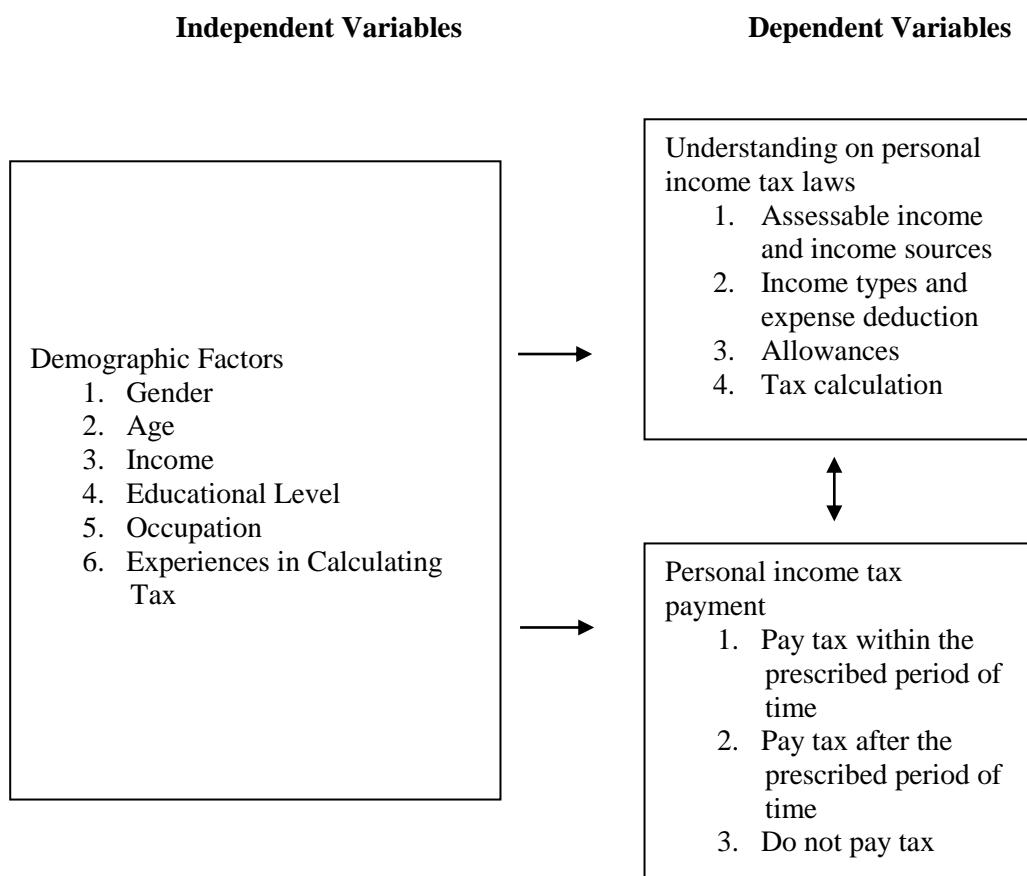 Independent Variables
Dependent Variables
Demographic Factors
1. Gender
2. Age
3. Income
4. Educational Level
5. Occupation
6. Experiences in Calculating
Tax
Understanding on personal
income tax laws
1. Assessable income
and income sources
2. Income types and
expense deduction
3. Allowances
4. Tax calculation
Personal income tax
payment
1. Pay tax within the
prescribed period of
time
2. Pay tax after the
prescribed period of
time
3. Do not pay tax